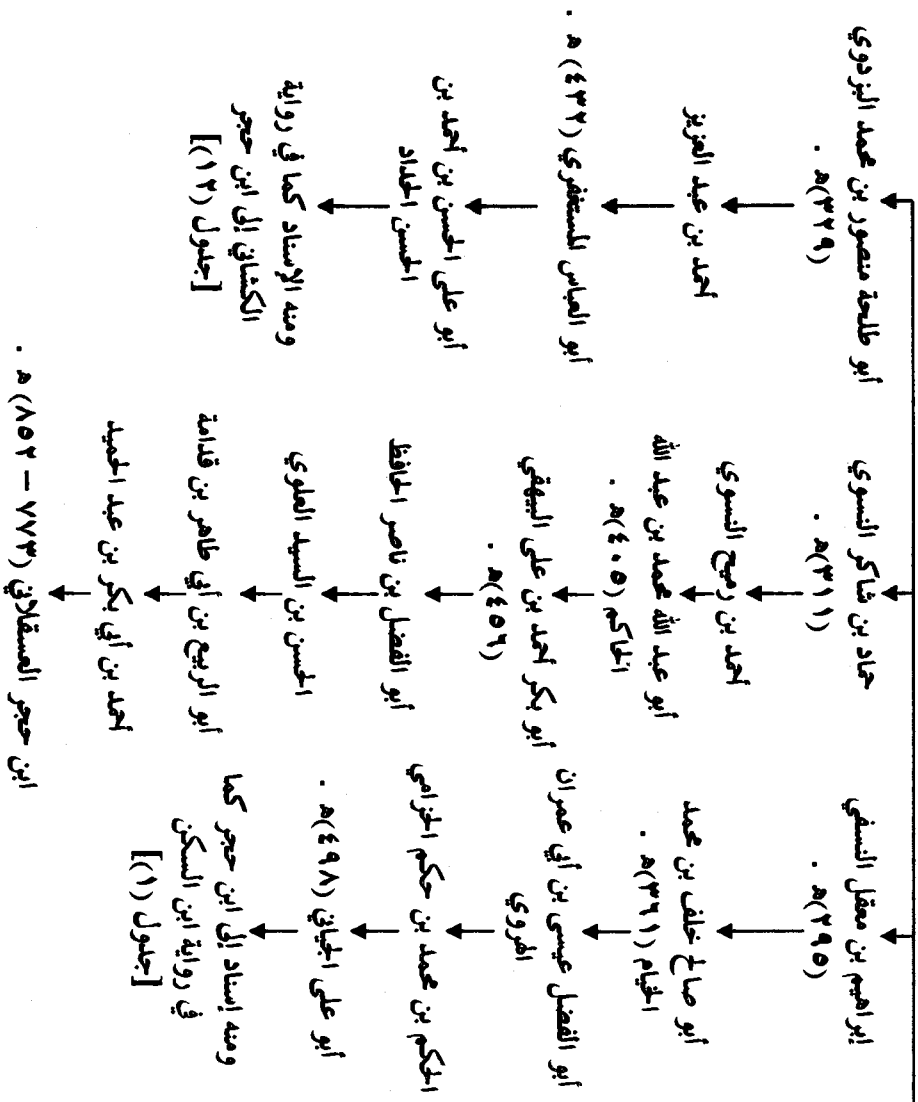 أبو طلحة منصور بن محمد البزدوي
(٣٢٩)هـ .
أحمد بن عبد العزيز
أبو العباس المستغفري (٤٣٢) هـ .
أبو على الحسن بن أحمد بن
الحسن الحداد
ومنه الإسناد كما في رواية
الكشاني إلى ابن حجر
[جدول (١٢)]
حماد بن شاكر النسوي
(٣١١)هـ .
أحمد بن رميح النسوي
أبو عبد الله محمد بن عبد الله
الحاكم (٤٠٥)هـ .
أبو بكر أحمد بن على البيهقي
(٤٥٦)هـ .
أبو الفضل بن ناصر الحافظ
الحسن بن السيد العلوي
أبو الربيع بن أبي طاهر بن قدامة
أحمد بن أبي بكر بن عبد الحميد
ابن حجر العسقلاني (٧٧٣ – ٨٥٢) هـ .
إبراهيم بن معقل النسفي
(٢٩٥)هـ .
أبو صالح خلف بن محمد
الخيام (٣٦١)هـ .
أبو الفضل عيسى بن أبي عمران
الهروي
الحكم بن محمد بن حكم الحزامي
أبو على الجياني (٤٩٨)هـ .
ومنه إسناد إلى ابن حجر كما
في رواية ابن السكن
[جدول (١)]